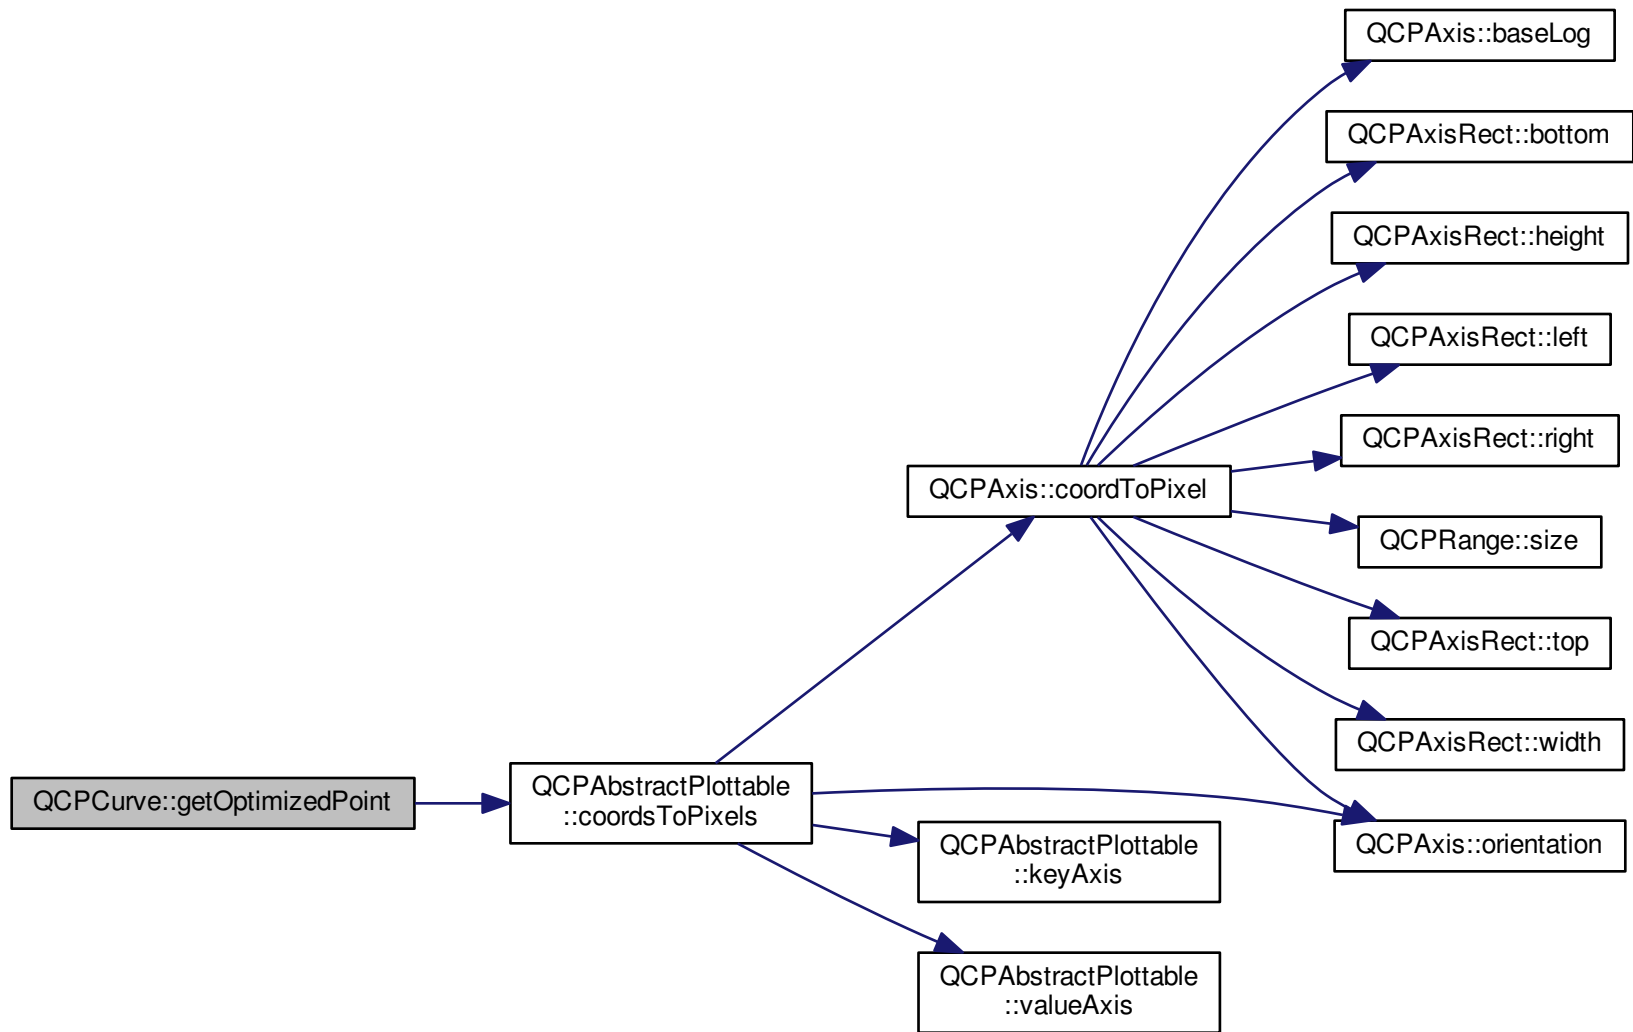 QCPAxis::baseLog
QCPAxisRect::bottom
QCPAxisRect::height
QCPAxisRect::left
QCPAxisRect::right
QCPAxis::coordToPixel
QCPRange::size
QCPAxisRect::top
QCPAxisRect::width
QCPCurve::getOptimizedPoint
QCPAbstractPlottable
::coordsToPixels
QCPAxis::orientation
QCPAbstractPlottable
::keyAxis
QCPAbstractPlottable
::valueAxis